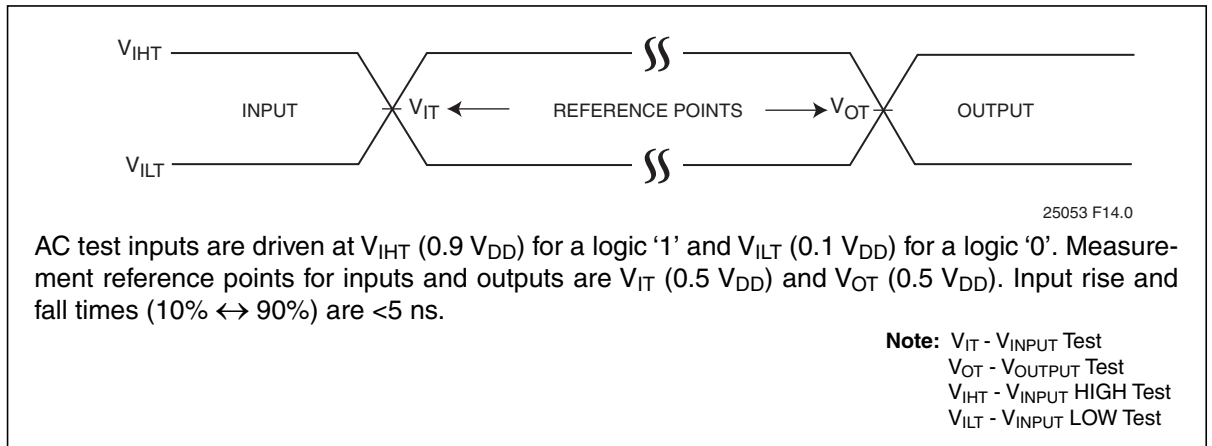 VIHT
INPUT VIT REFERENCE POINTS VOT OUTPUT
VILT
25053 F14.0
AC test inputs are driven at VIHT (0.9 VDD) for a logic ‘1’ and VILT (0.1 VDD) for a logic ‘0’. Measure-
ment reference points for inputs and outputs are VIT (0.5 VDD) and VOT (0.5 VDD). Input rise and
fall times (10% ↔ 90%) are <5 ns.
Note: VIT - VINPUT Test
VOT - VOUTPUT Test
VIHT - VINPUT HIGH Test
VILT - VINPUT LOW Test